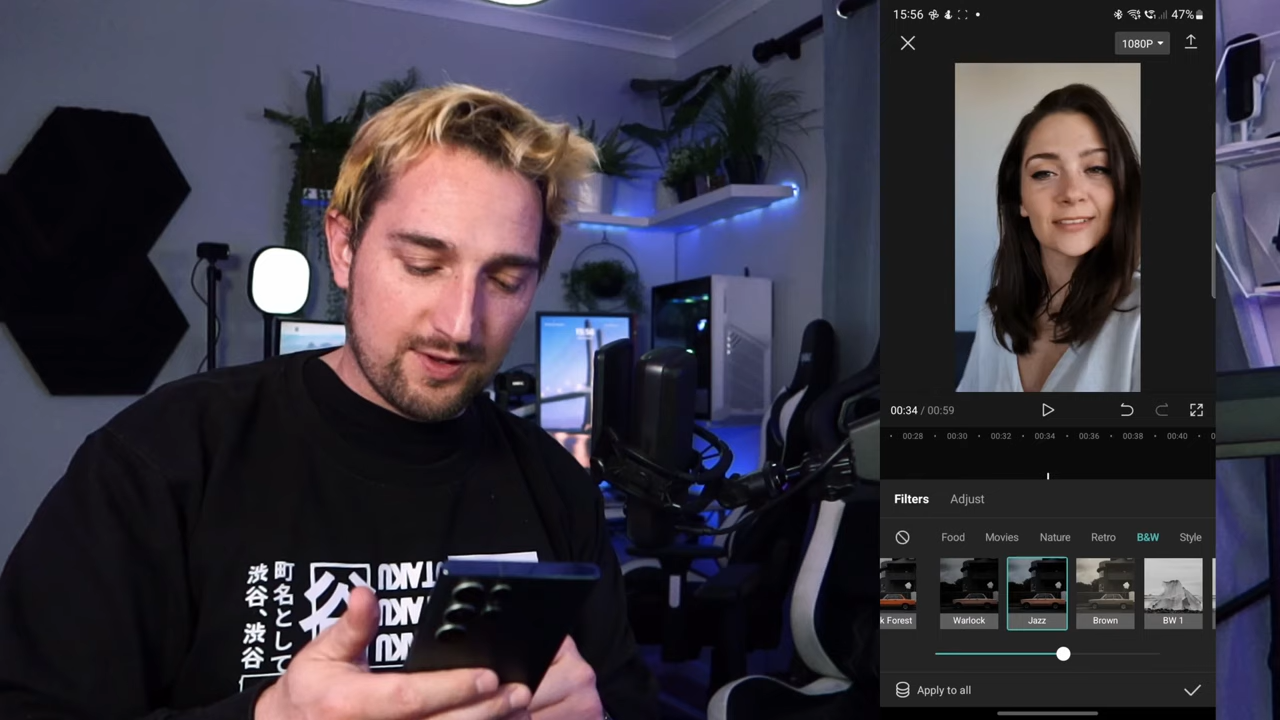 町名として
渋谷、渋谷
谷
15:56
47%
1080P
00:34 / 00:59
00:28
00:30
00:32
00:34
00:36
00:38
00:40
Filters
Adjust
Food
Movies
Nature
Retro
B&W
Style
k Forest
Warlock
Jazz
Brown
BW 1
Apply to all